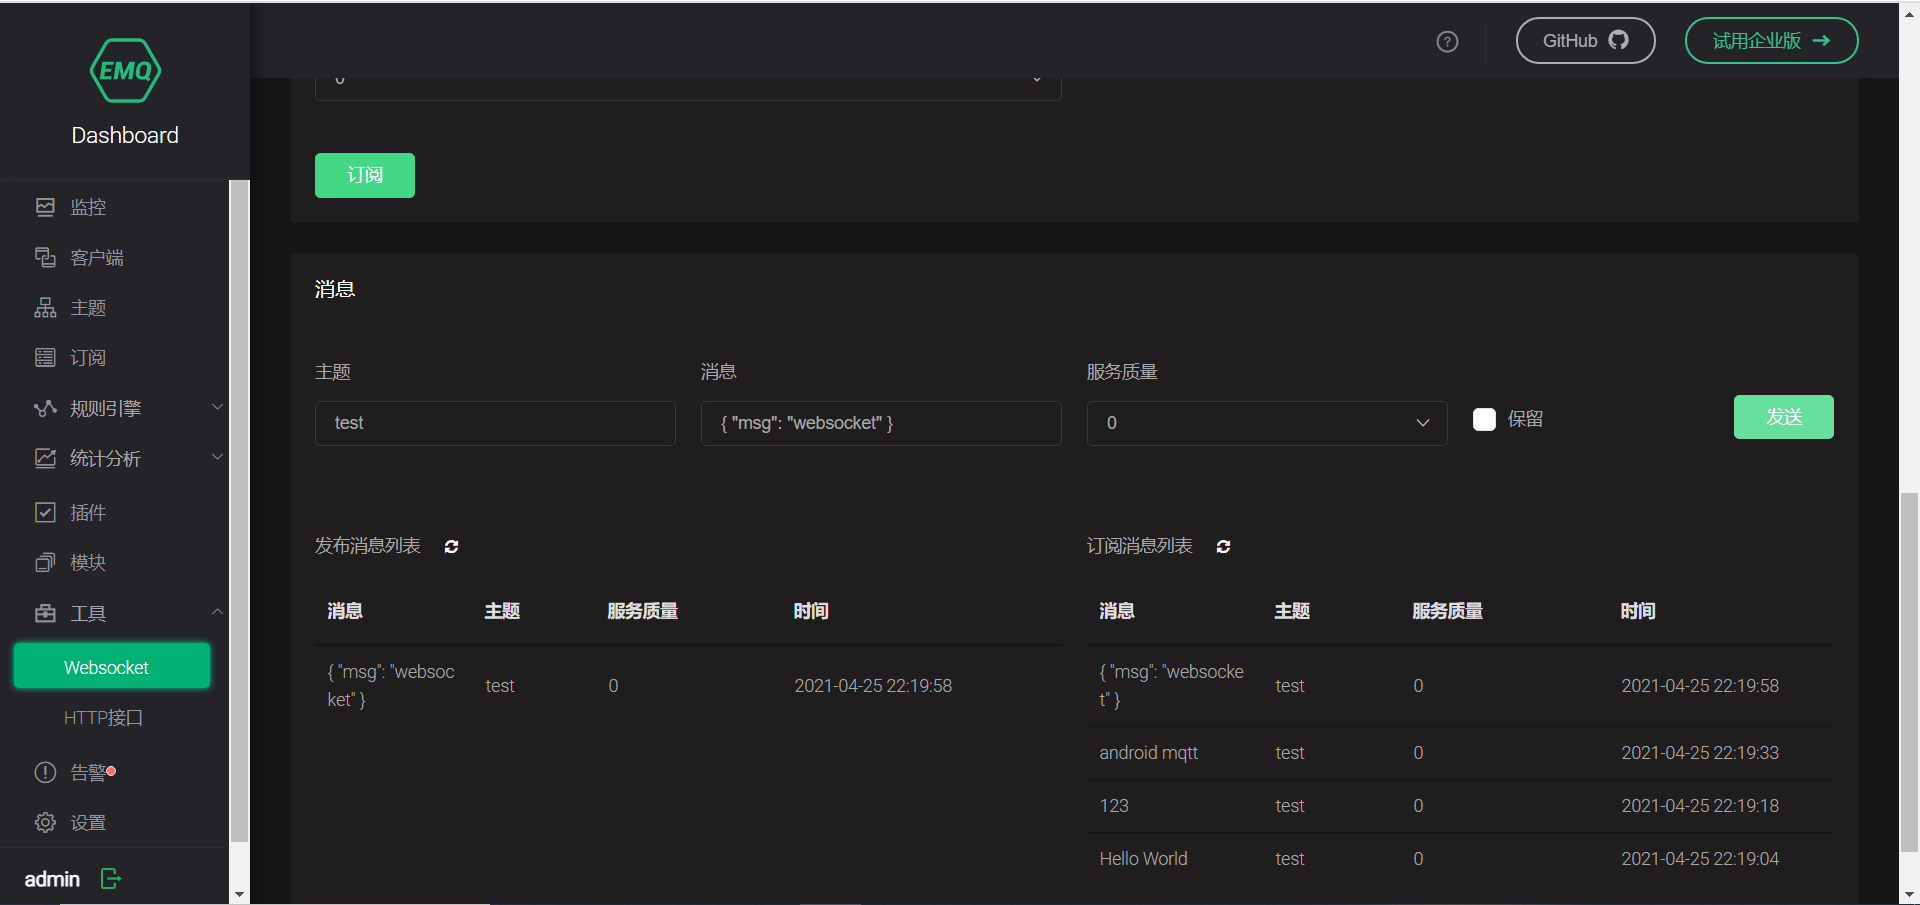 EMQ
Dashboard
监控
客户端
主题
订阅
规则引擎
统计分析
插件
模块
工具
Websocket
HTTP接口
告警
设置
admin
?
GitHub
试用企业版
0
订阅
消息
主题
消息
服务质量
test
{ "msg": "websocket" }
0
保留
发送
发布消息列表
消息 主题 服务质量 时间
{ "msg": "websoc
ket" }
test 0 2021-04-25 22:19:58
订阅消息列表
消息 主题 服务质量 时间
{ "msg": "websocke
t" }
test 0 2021-04-25 22:19:58
android mqtt test 0 2021-04-25 22:19:33
123 test 0 2021-04-25 22:19:18
Hello World test 0 2021-04-25 22:19:04